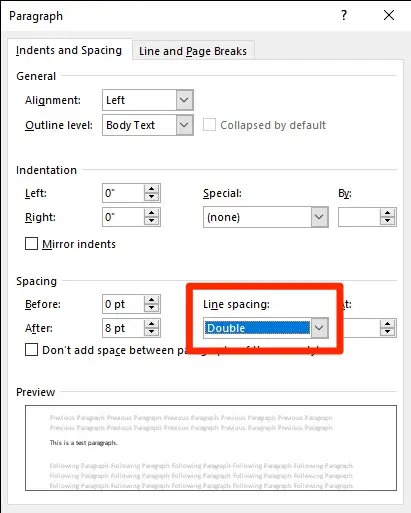 Paragraph ? ×
Indents and Spacing Line and Page Breaks
General
Alignment: Left
Outline level: Body Text Collapsed by default
Indentation
Left: 0" Special: By:
Right: 0" (none)
Mirror indents
Spacing
Before: 0 pt Line spacing:
After: 8 pt Double
Don't add space between
Preview
Previous Paragraph Previous Paragraph Previous Paragraph Previous Paragraph Previous Paragraph
Previous Paragraph Previous Paragraph Previous Paragraph Previous Paragraph Previous Paragraph
This is a test paragraph.
Following Paragraph Following Paragraph Following Paragraph Following Paragraph
Following Paragraph Following Paragraph Following Paragraph Following Paragraph
Following Paragraph Following Paragraph Following Paragraph Following Paragraph